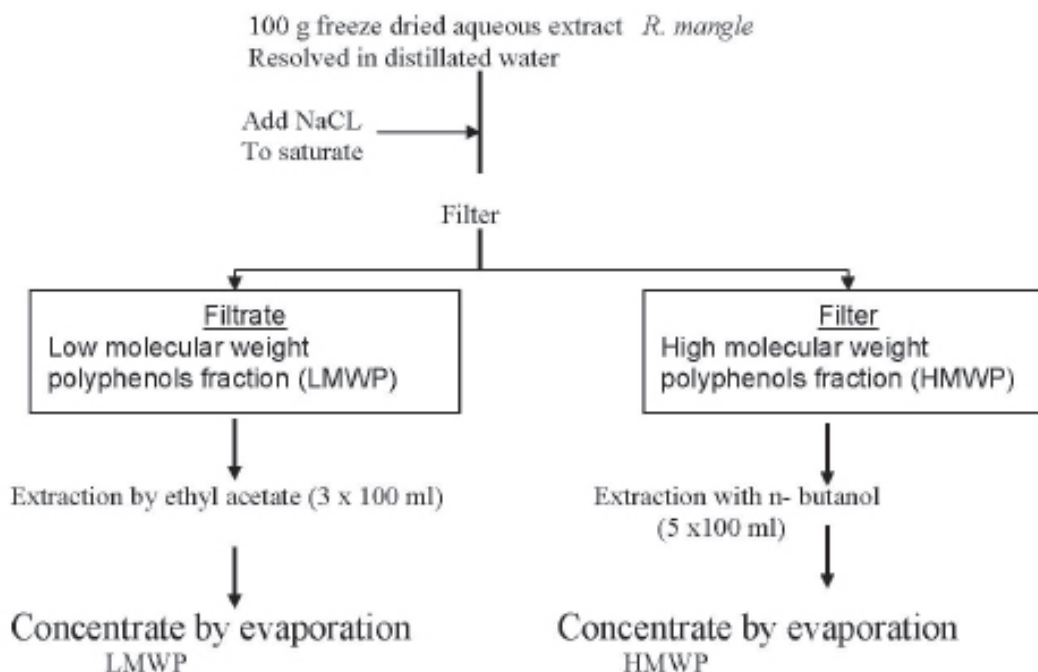 100 g freeze dried aqueous extract R. mangle
Resolved in distillated water
Add NaCL
To saturate
Filter
Filtrate
Low molecular weight
polyphenols fraction (LMWP)
Filter
High molecular weight
polyphenols fraction (HMWP)
Extraction by ethyl acetate (3 x 100 ml)
Extraction with n- butanol
(5 x100 ml)
Concentrate by evaporation
LMWP
Concentrate by evaporation
HMWP